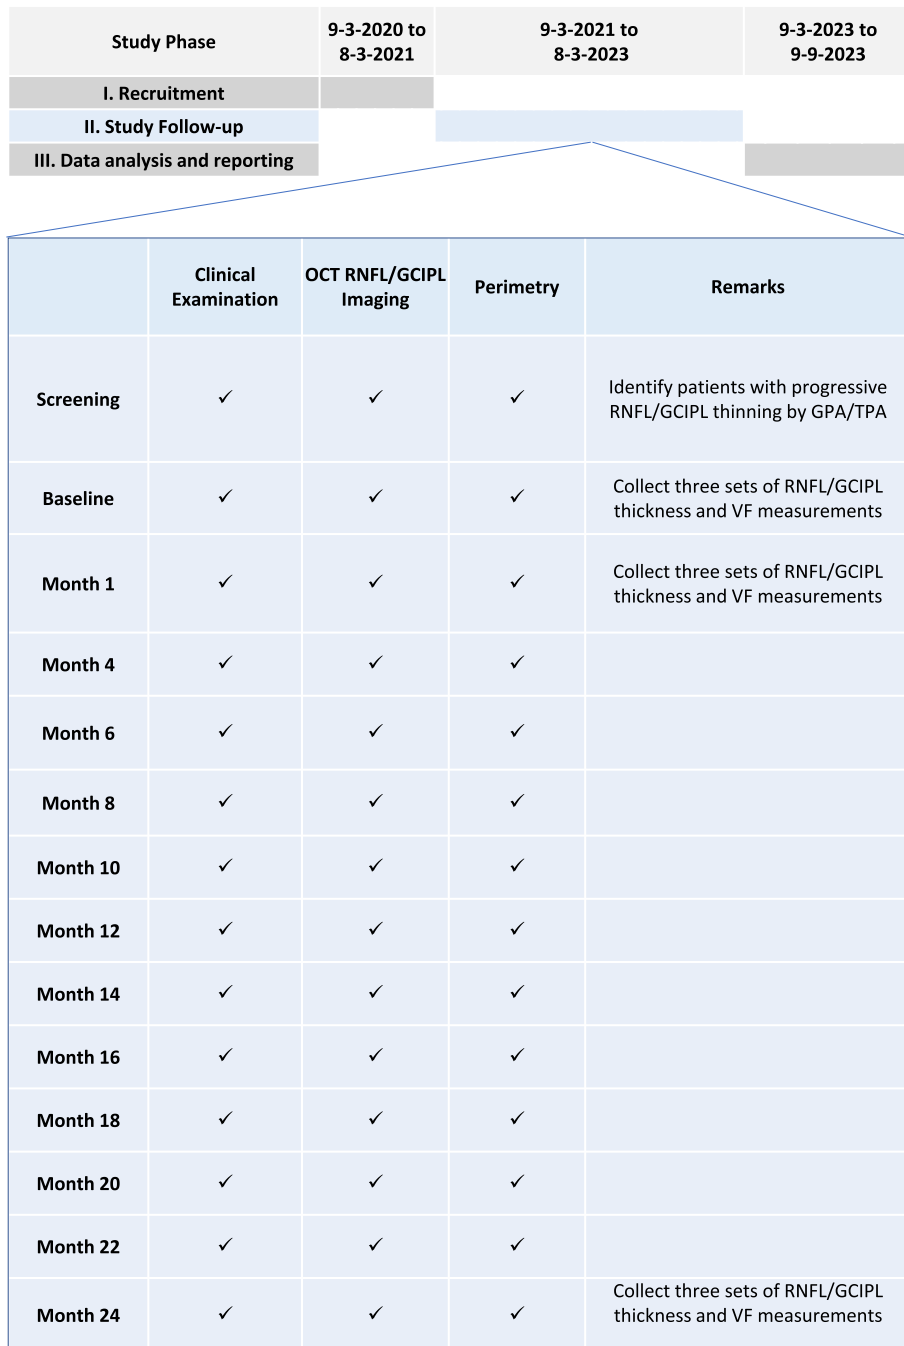 Study Phase
9-3-2020 to
8-3-2021
9-3-2021 to
8-3-2023
9-3-2023 to
9-9-2023
I. Recruitment
II. Study Follow-up
III. Data analysis and reporting
Clinical
Examination
OCT RNFL/GCIPL
Imaging
Perimetry
Remarks
Screening
✓
✓
✓
Identify patients with progressive
RNFL/GCIPL thinning by GPA/TPA
Baseline
✓
✓
✓
Collect three sets of RNFL/GCIPL
thickness and VF measurements
Month 1
✓
✓
✓
Collect three sets of RNFL/GCIPL
thickness and VF measurements
Month 4
✓
✓
✓
Month 6
✓
✓
✓
Month 8
✓
✓
✓
Month 10
✓
✓
✓
Month 12
✓
✓
✓
Month 14
✓
✓
✓
Month 16
✓
✓
✓
Month 18
✓
✓
✓
Month 20
✓
✓
✓
Month 22
✓
✓
✓
Month 24
✓
✓
✓
Collect three sets of RNFL/GCIPL
thickness and VF measurements